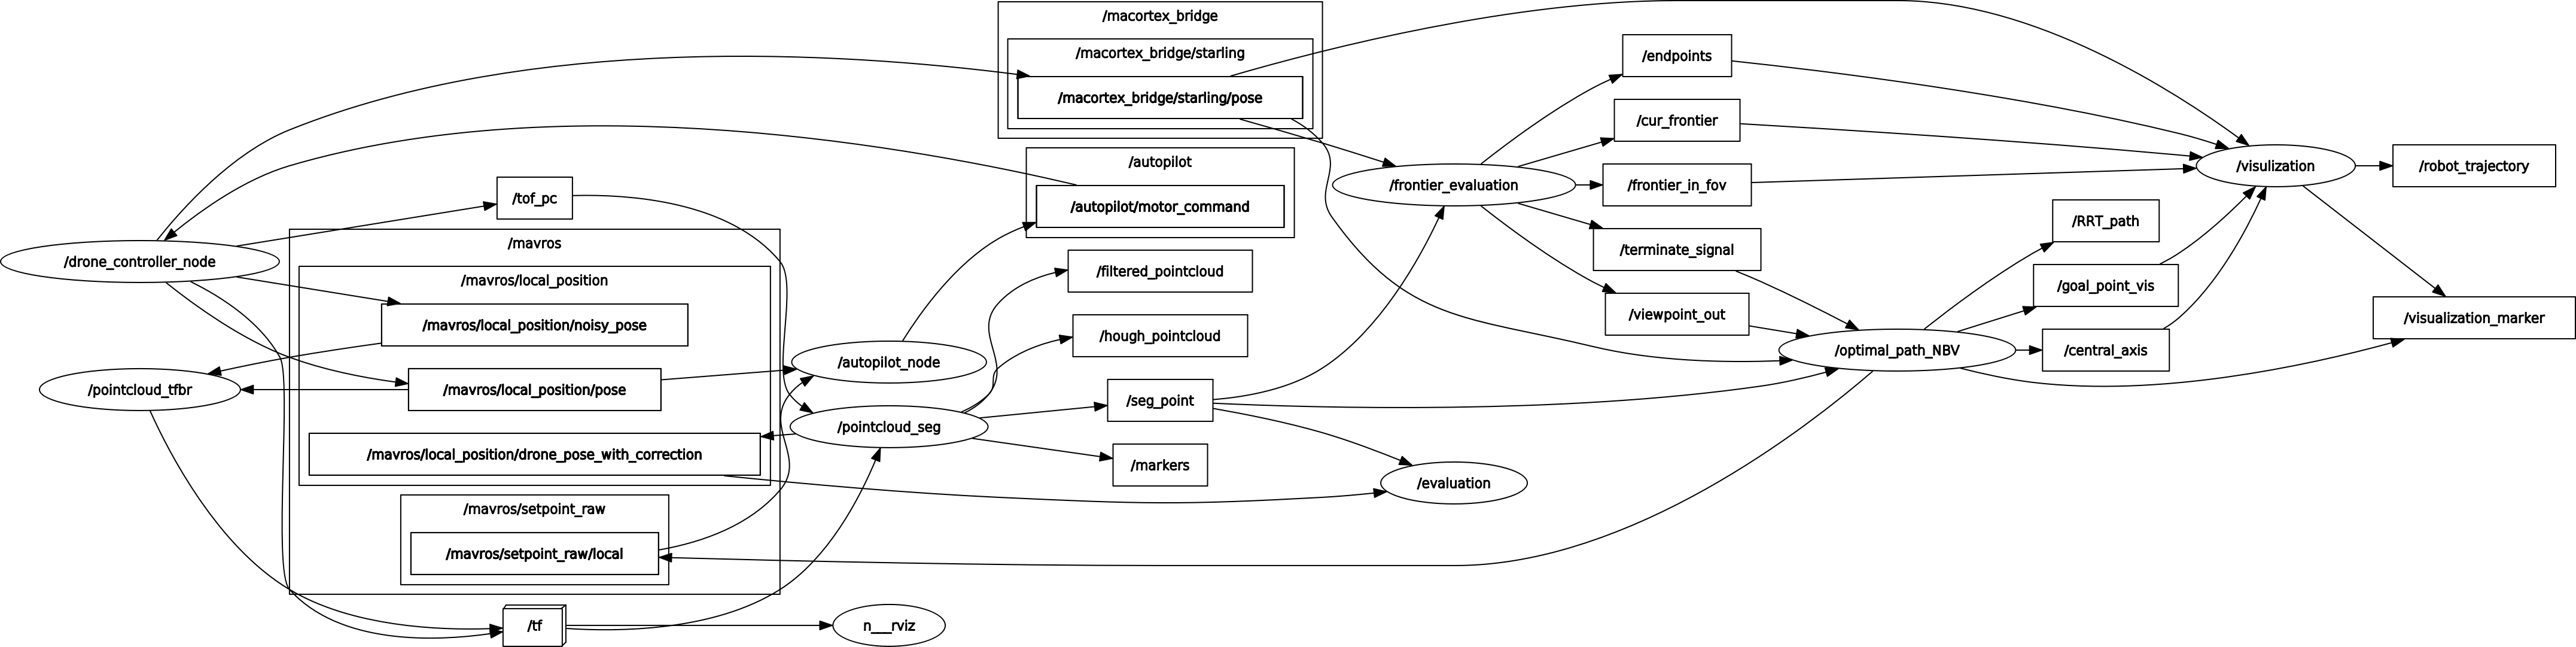 /macortex_bridge
/macortex_bridge/starling
/macortex_bridge/starling/pose
/autopilot
/autopilot/motor_command
/tof_pc
/drone_controller_node
/mavros
/mavros/local_position
/mavros/local_position/noisy_pose
/mavros/local_position/pose
/mavros/local_position/drone_pose_with_correction
/mavros/setpoint_raw
/mavros/setpoint_raw/local
/pointcloud_tfbr
/tf
n___rviz
/autopilot_node
/pointcloud_seg
/filtered_pointcloud
/hough_pointcloud
/seg_point
/markers
/frontier_evaluation
/evaluation
/endpoints
/cur_frontier
/frontier_in_fov
/terminate_signal
/viewpoint_out
/optimal_path_NBV
/RRT_path
/goal_point_vis
/central_axis
/visulization
/robot_trajectory
/visualization_marker